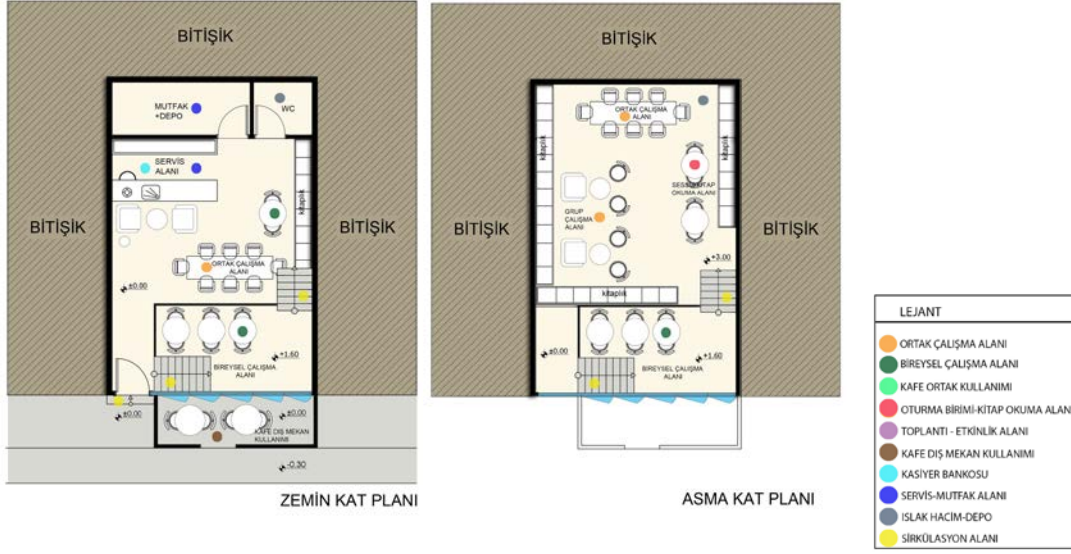 BİTİŞİK
MUTFAK
+DEPO
WC
SERVİS
ALANI
kitaplık
BİTİŞİK
BİTİŞİK
ORTAK ÇALIŞMA
ALANI
±0.00
+1.60
BİREYSEL ÇALIŞMA
ALANI
±0.00
±0.00
KAFE DIŞ MEKAN
KULLANIMI
-0.30
ZEMİN KAT PLANI
BİTİŞİK
ORTAK ÇALIŞMA
ALANI
kitaplık
kitaplık
SESSİZ KİTAP
OKUMA ALANI
GRUP
ÇALIŞMA
ALANI
BİTİŞİK
BİTİŞİK
+3.00
kitaplık
±0.00
+1.60
BİREYSEL ÇALIŞMA
ALANI
ASMA KAT PLANI
LEJANT
ORTAK ÇALIŞMA ALANI
BİREYSEL ÇALIŞMA ALANI
KAFE ORTAK KULLANIMI
OTURMA BİRİMİ-KİTAP OKUMA ALAN
TOPLANTI - ETKİNLİK ALANI
KAFE DIŞ MEKAN KULLANIMI
KASİYER BANKOSU
SERVİS-MUTFAK ALANI
ISLAK HACİM-DEPO
SİRKÜLASYON ALANI